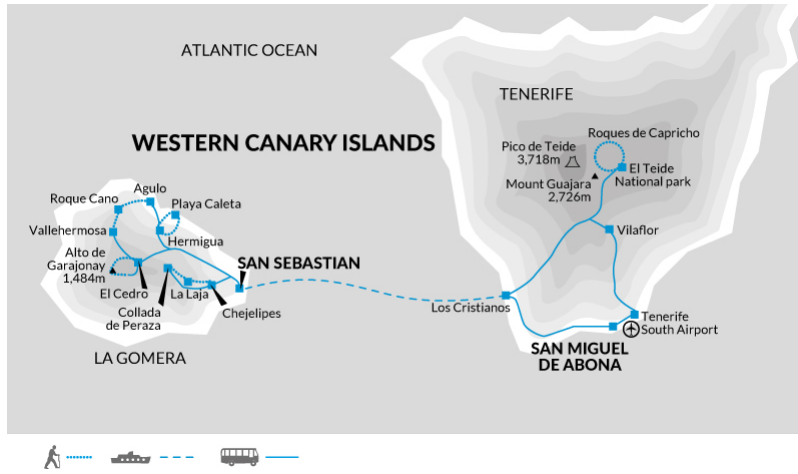 ATLANTIC OCEAN
TENERIFE
WESTERN CANARY ISLANDS
Roques de Capricho
Pico de Teide
3,718m
El Teide
National park
Mount Guajara
2,726m
Agulo
Roque Cano
Playa Caleta
Vallehermosa
Hermigua
Vilaflor
Alto de
Garajonay
1,484m
SAN SEBASTIAN
El Cedro
La Laja
Collada
de Peraza
Chejelipes
Los Cristianos
Tenerife
South Airport
LA GOMERA
SAN MIGUEL
DE ABONA